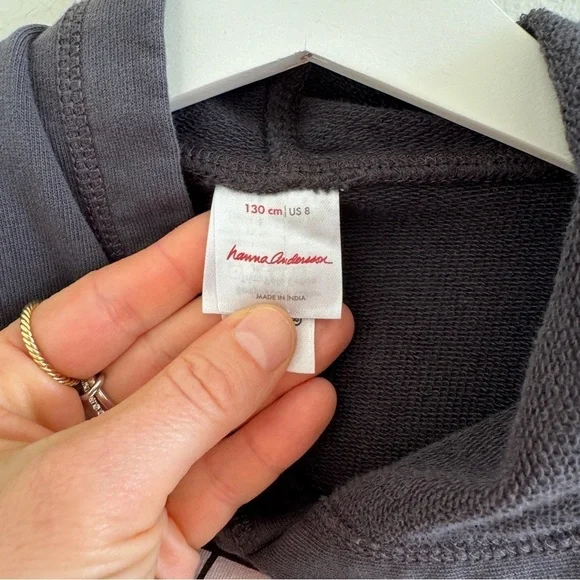 130 cm | US 8
hanna Andersson
MADE IN INDIA